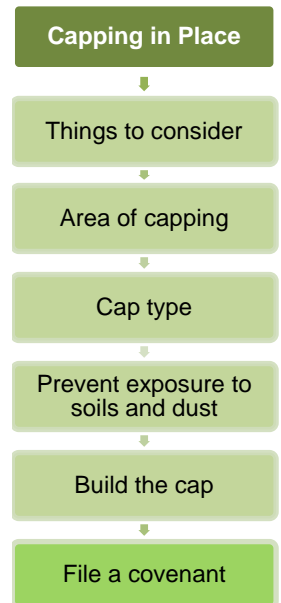 Capping in Place
Things to consider
Area of capping
Cap type
Prevent exposure to
soils and dust
Build the cap
File a covenant